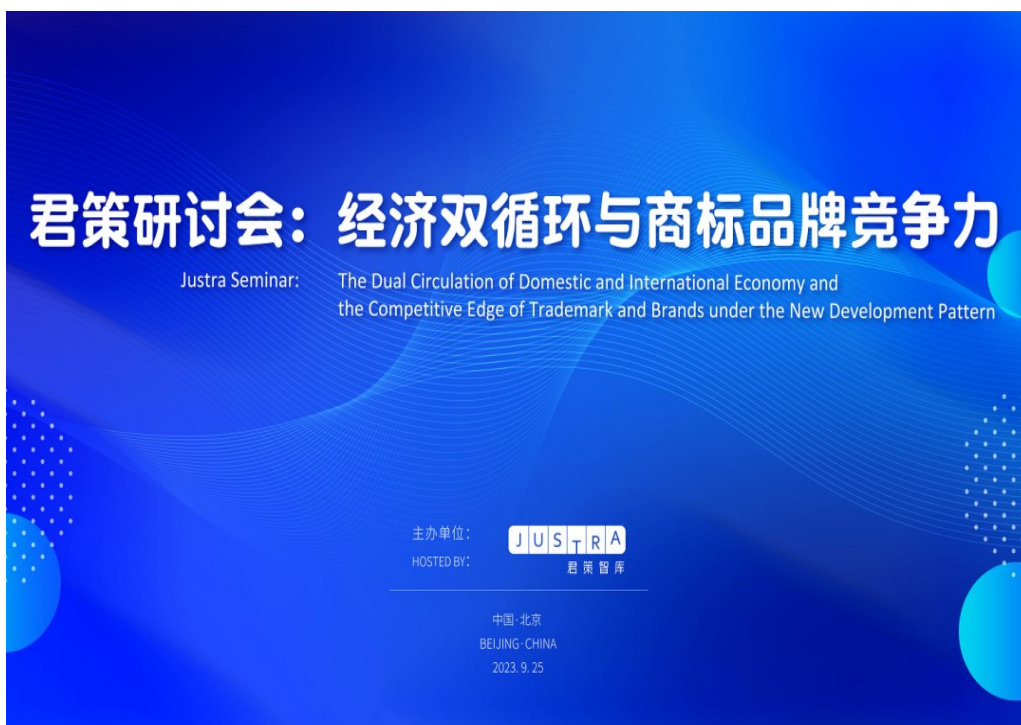 君策研讨会：经济双循环与商标品牌竞争力
Justra Seminar: The Dual Circulation of Domestic and International Economy and
the Competitive Edge of Trademark and Brands under the New Development Pattern
主办单位：
HOSTED BY：
JUSTRA
君策智库
中国·北京
BEIJING·CHINA
2023.9.25